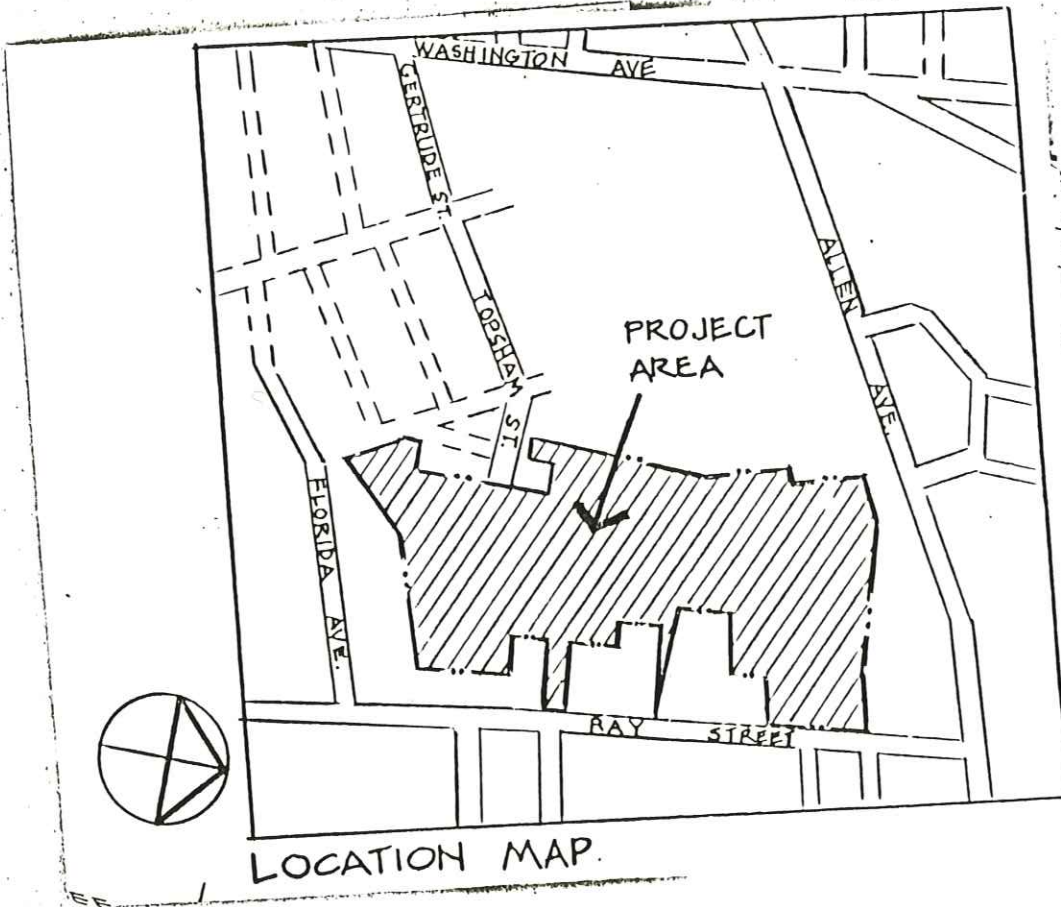 WASHINGTON AVE
GERTRUDE ST.
TOPSHAM
ST.
ALLEN
AVE.
PROJECT
AREA
FLORIDA AVE.
RAY STREET
LOCATION MAP.